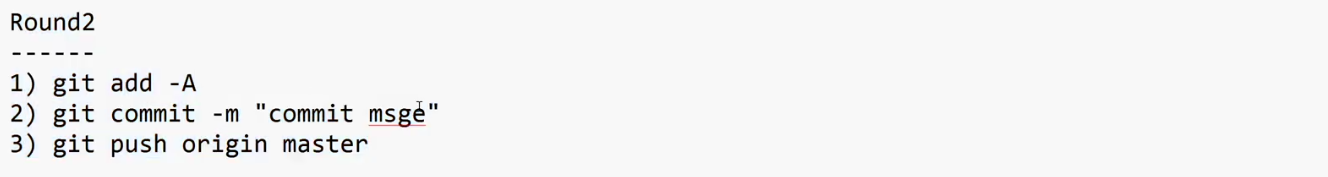 Round2
------
1) git add -A
2) git commit -m "commit msge"
3) git push origin master